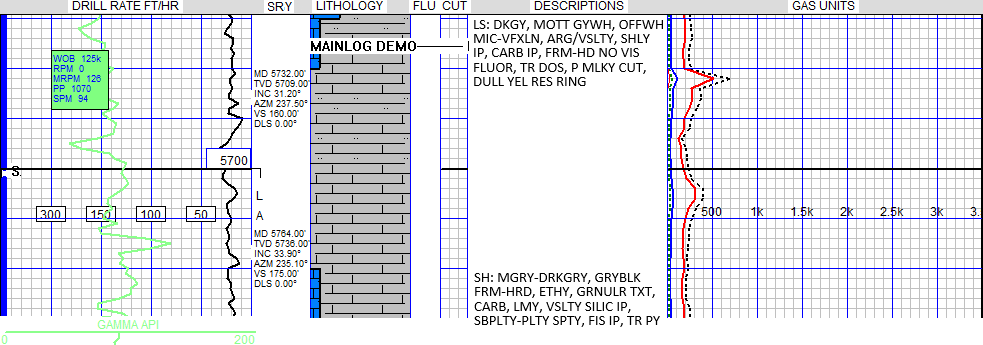 DRILL RATE FT/HR SRY LITHOLOGY FLU CUT DESCRIPTIONS GAS UNITS
LS: DKGY, MOTT GYWH, OFFWH
MIC-VFXLN, ARG/VSLTY, SHLY
IP, CARB IP, FRM-HD NO VIS
FLUOR, TR DOS, P MLKY CUT,
DULL YEL RES RING
MAINLOG DEMO
WOB 125k
RPM 0
MRPM 126
PP 1070
SPM 94
MD 5732.00'
TVD 5709.00'
INC 31.20°
AZM 237.50°
VS 160.00'
DLS 0.00°
5700
S.
L
A
300 150 100 50
500 1k 1.5k 2k 2.5k 3k 3.
MD 5764.00'
TVD 5736.00'
INC 33.90°
AZM 235.10°
VS 175.00'
DLS 0.00°
SH: MGRY-DRKGRY, GRYBLK
FRM-HRD, ETHY, GRNULR TXT,
CARB, LMY, VSLTY SILIC IP,
SBPLTY-PLTY SPTY, FIS IP, TR PY
GAMMA API
0 200